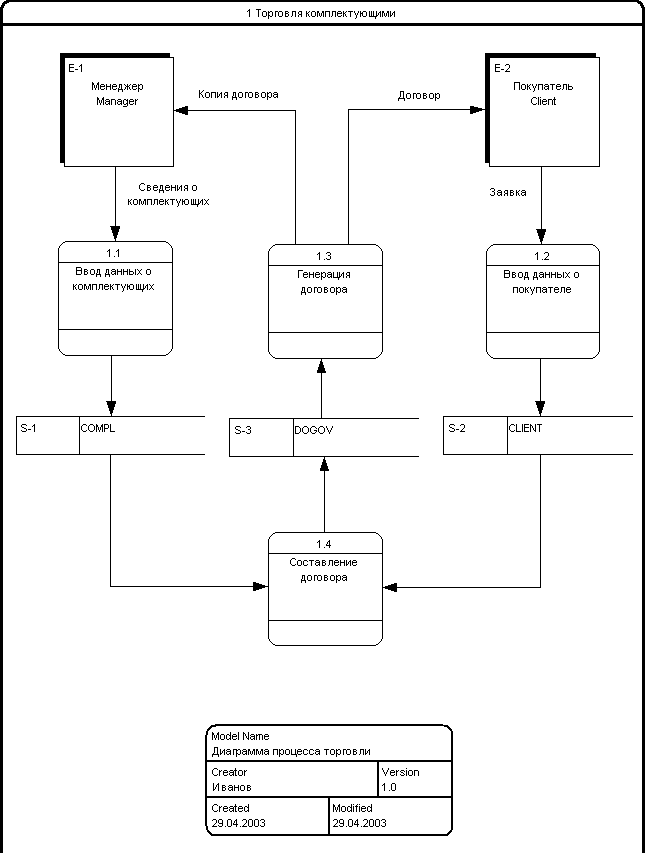 1 Торговля комплектующими
E-1
Менеджер
Manager
Копия договора
Договор
E-2
Покупатель
Client
Сведения о
комплектующих
Заявка
1.1
Ввод данных о
комплектующих
1.3
Генерация
договора
1.2
Ввод данных о
покупателе
S-1
COMPL
S-3
DOGOV
S-2
CLIENT
1.4
Составление
договора
Model Name
Диаграмма процесса торговли
Creator
Иванов
Version
1.0
Created
29.04.2003
Modified
29.04.2003